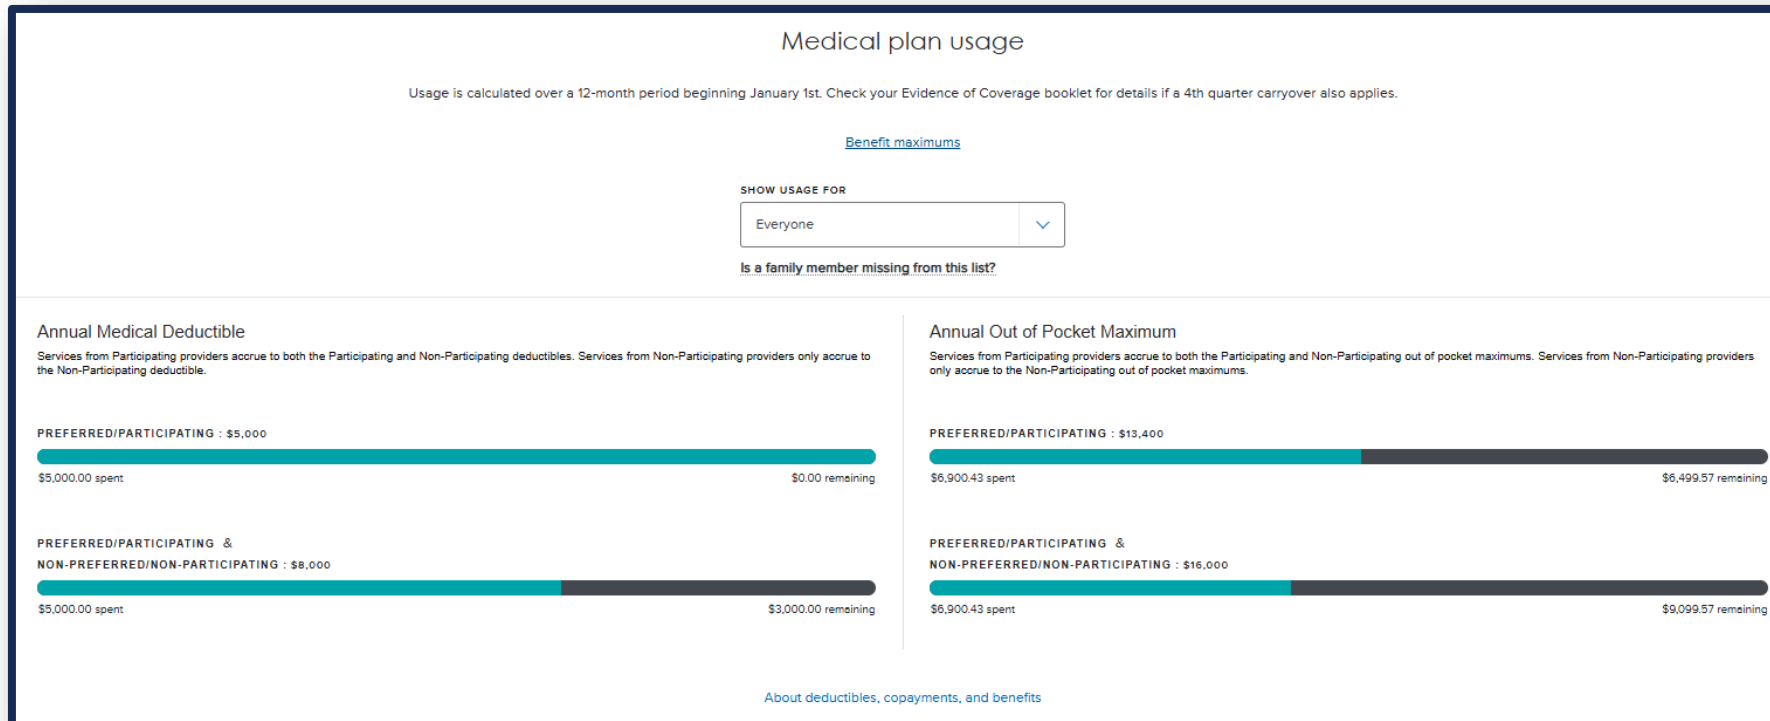 Medical plan usage
Usage is calculated over a 12-month period beginning January 1st. Check your Evidence of Coverage booklet for details if a 4th quarter carryover also applies.
Benefit maximums
SHOW USAGE FOR
Everyone
Is a family member missing from this list?
Annual Medical Deductible
Services from Participating providers accrue to both the Participating and Non-Participating deductibles. Services from Non-Participating providers only accrue to
the Non-Participating deductible.
PREFERRED/PARTICIPATING : $5,000
$5,000.00 spent
$0.00 remaining
PREFERRED/PARTICIPATING &
NON-PREFERRED/NON-PARTICIPATING : $8,000
$5,000.00 spent
$3,000.00 remaining
Annual Out of Pocket Maximum
Services from Participating providers accrue to both the Participating and Non-Participating out of pocket maximums. Services from Non-Participating providers
only accrue to the Non-Participating out of pocket maximums.
PREFERRED/PARTICIPATING : $13,400
$6,900.43 spent
$6,499.57 remaining
PREFERRED/PARTICIPATING &
NON-PREFERRED/NON-PARTICIPATING : $16,000
$6,900.43 spent
$9,099.57 remaining
About deductibles, copayments, and benefits